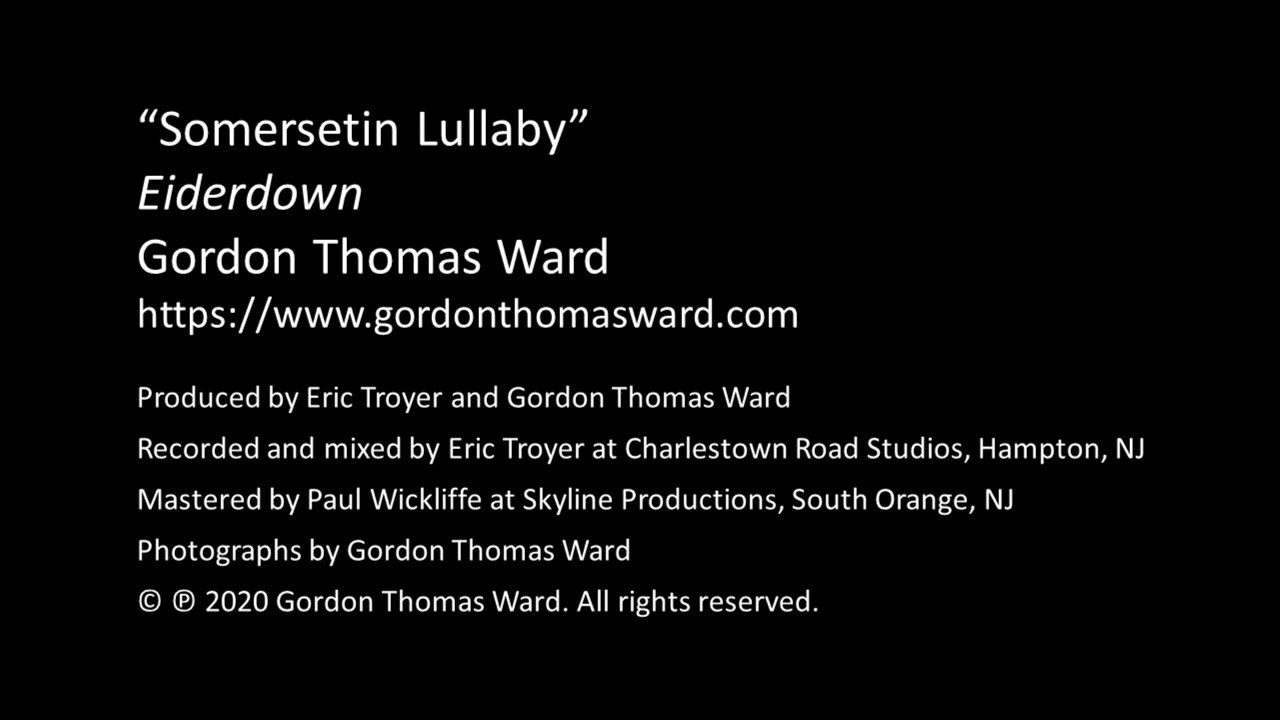 “Somersetin Lullaby”
Eiderdown
Gordon Thomas Ward
https://www.gordonthomasward.com
Produced by Eric Troyer and Gordon Thomas Ward
Recorded and mixed by Eric Troyer at Charlestown Road Studios, Hampton, NJ
Mastered by Paul Wickliffe at Skyline Productions, South Orange, NJ
Photographs by Gordon Thomas Ward
© ℗ 2020 Gordon Thomas Ward. All rights reserved.